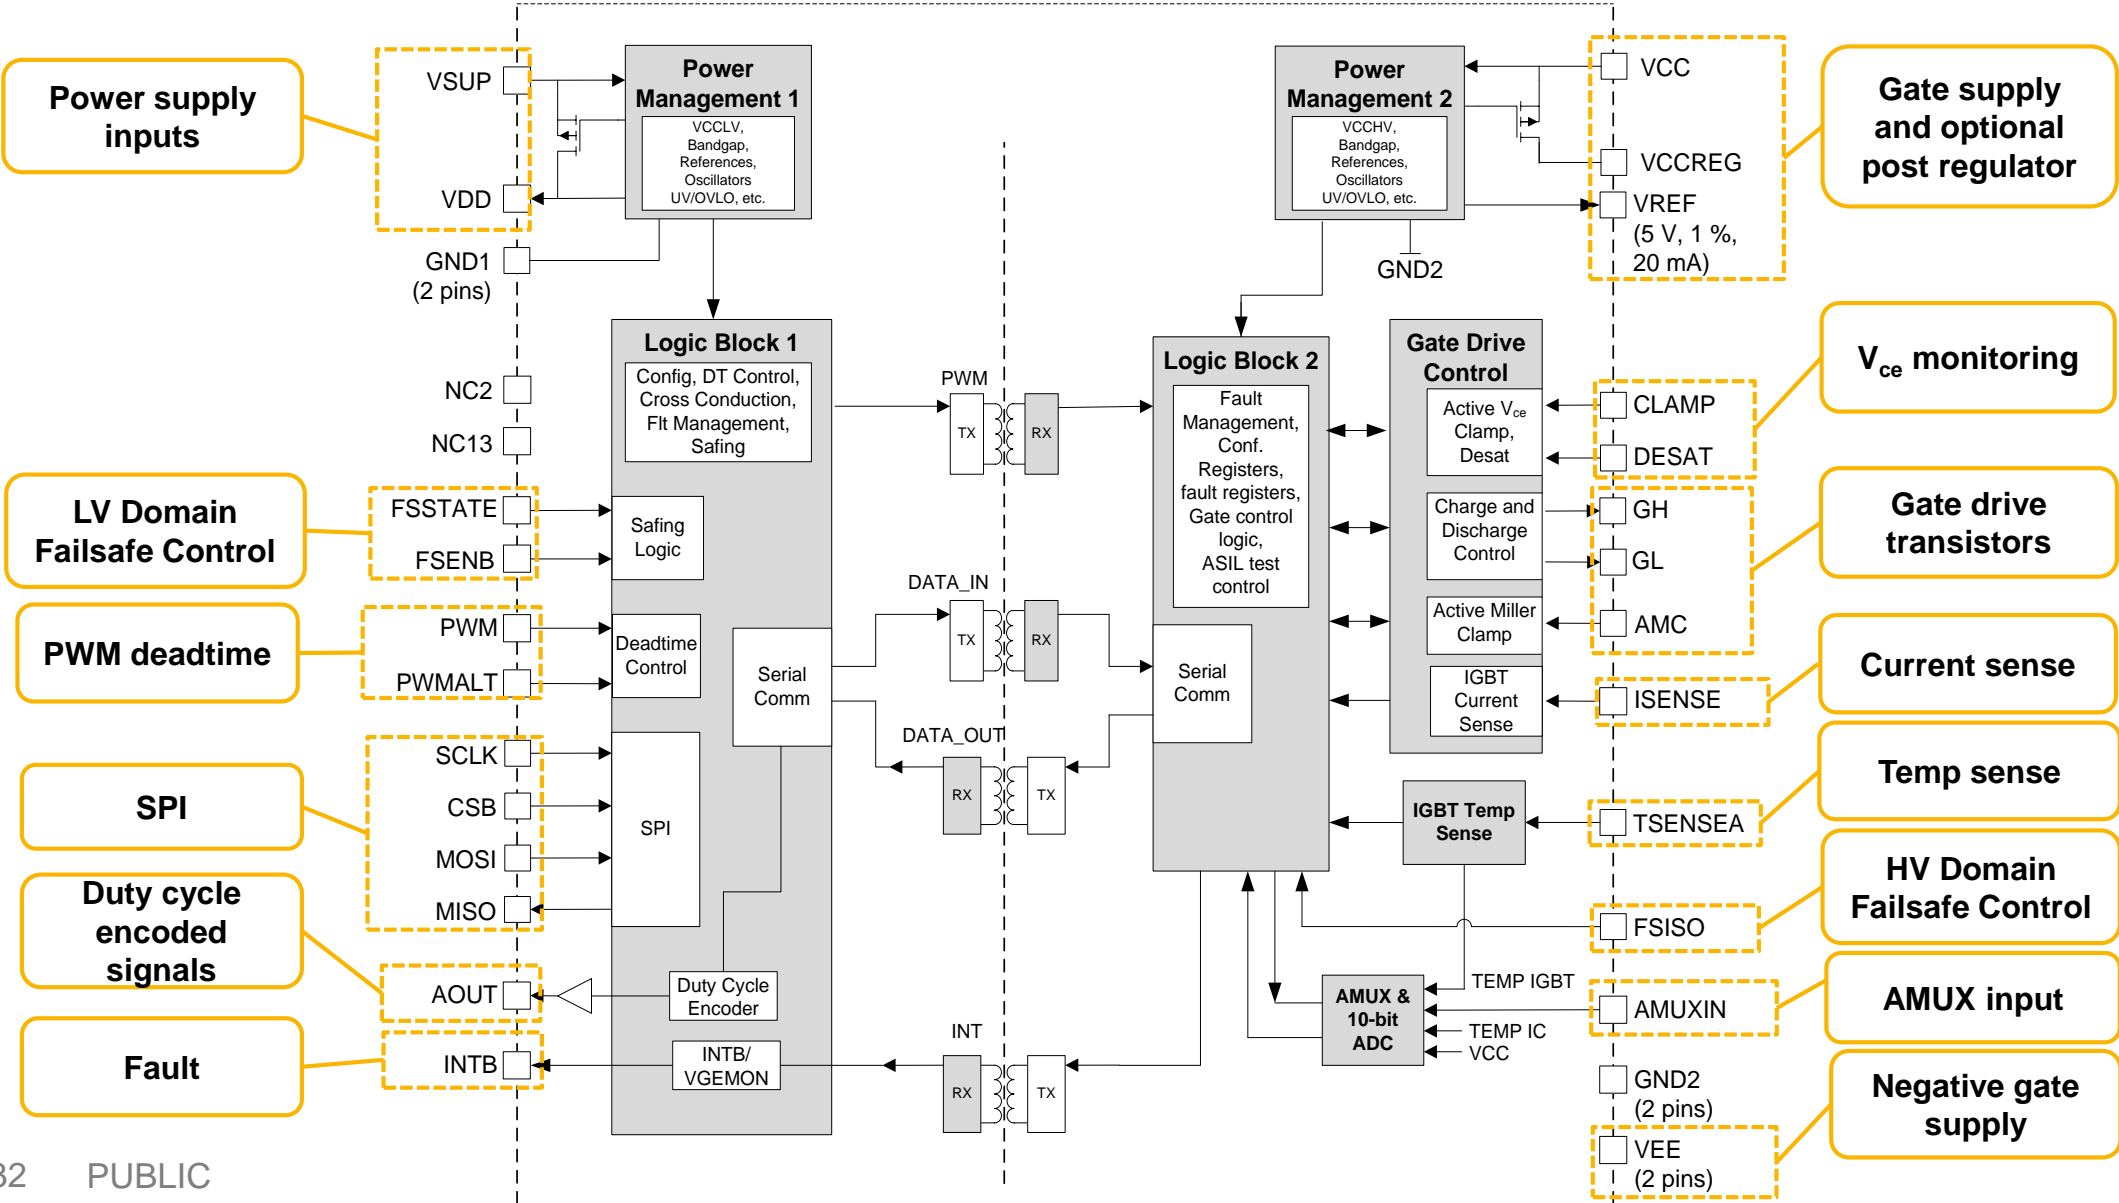 Power supply
inputs
LV Domain
Failsafe Control
PWM deadtime
SPI
Duty cycle
encoded
signals
Fault
VSUP
VDD
GND1
(2 pins)
NC2
NC13
FSSTATE
FSENB
PWM
PWMALT
SCLK
CSB
MOSI
MISO
AOUT
INTB
Power
Management 1
VCCLV,
Bandgap,
References,
Oscillators
UV/OVLO, etc.
Logic Block 1
Config, DT Control,
Cross Conduction,
Flt Management,
Safing
Safing
Logic
Deadtime
Control
Serial
Comm
SPI
Duty Cycle
Encoder
INTB/
VGEMON
PWM
TX
RX
DATA_IN
TX
RX
DATA_OUT
RX
TX
INT
RX
TX
Power
Management 2
VCCHV,
Bandgap,
References,
Oscillators
UV/OVLO, etc.
GND2
Logic Block 2
Fault
Management,
Conf.
Registers,
fault registers,
Gate control
logic,
ASIL test
control
Serial
Comm
Gate Drive
Control
Active Vce
Clamp,
Desat
Charge and
Discharge
Control
Active Miller
Clamp
IGBT
Current
Sense
IGBT Temp
Sense
AMUX &
10-bit
ADC
TEMP IGBT
TEMP IC
VCC
VCC
VCCREG
VREF
(5 V, 1 %,
20 mA)
CLAMP
DESAT
GH
GL
AMC
ISENSE
TSENSEA
FSISO
AMUXIN
GND2
(2 pins)
VEE
(2 pins)
Gate supply
and optional
post regulator
Vce monitoring
Gate drive
transistors
Current sense
Temp sense
HV Domain
Failsafe Control
AMUX input
Negative gate
supply
32 PUBLIC